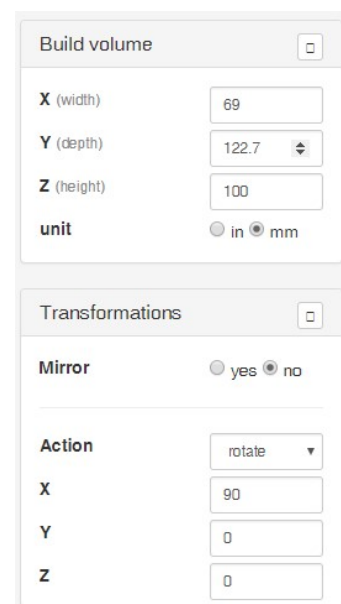 Build volume
X (width) 69
Y (depth) 122.7
Z (height) 100
unit in mm
Transformations
Mirror yes no
Action rotate
X 90
Y 0
Z 0